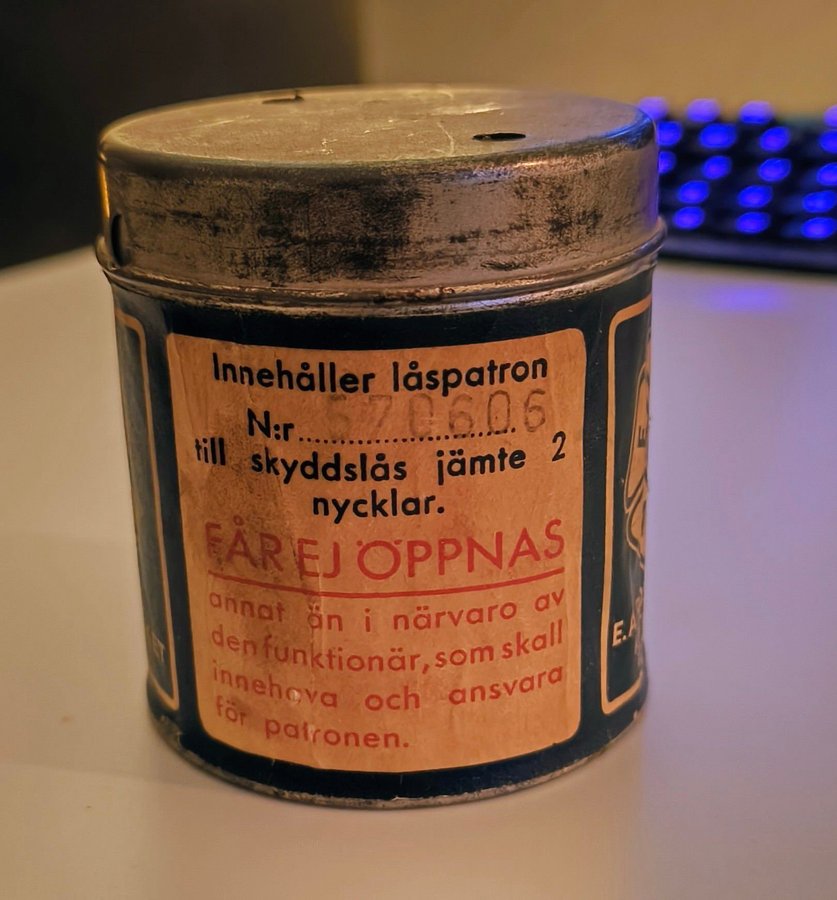 Innehåller låspatron
N:r.......................
till skyddslås jämte 2
nycklar.
FÅR EJ ÖPPNAS
annat än i närvaro av
den funktionär, som skall
innehava och ansvara
för patronen.
E.A